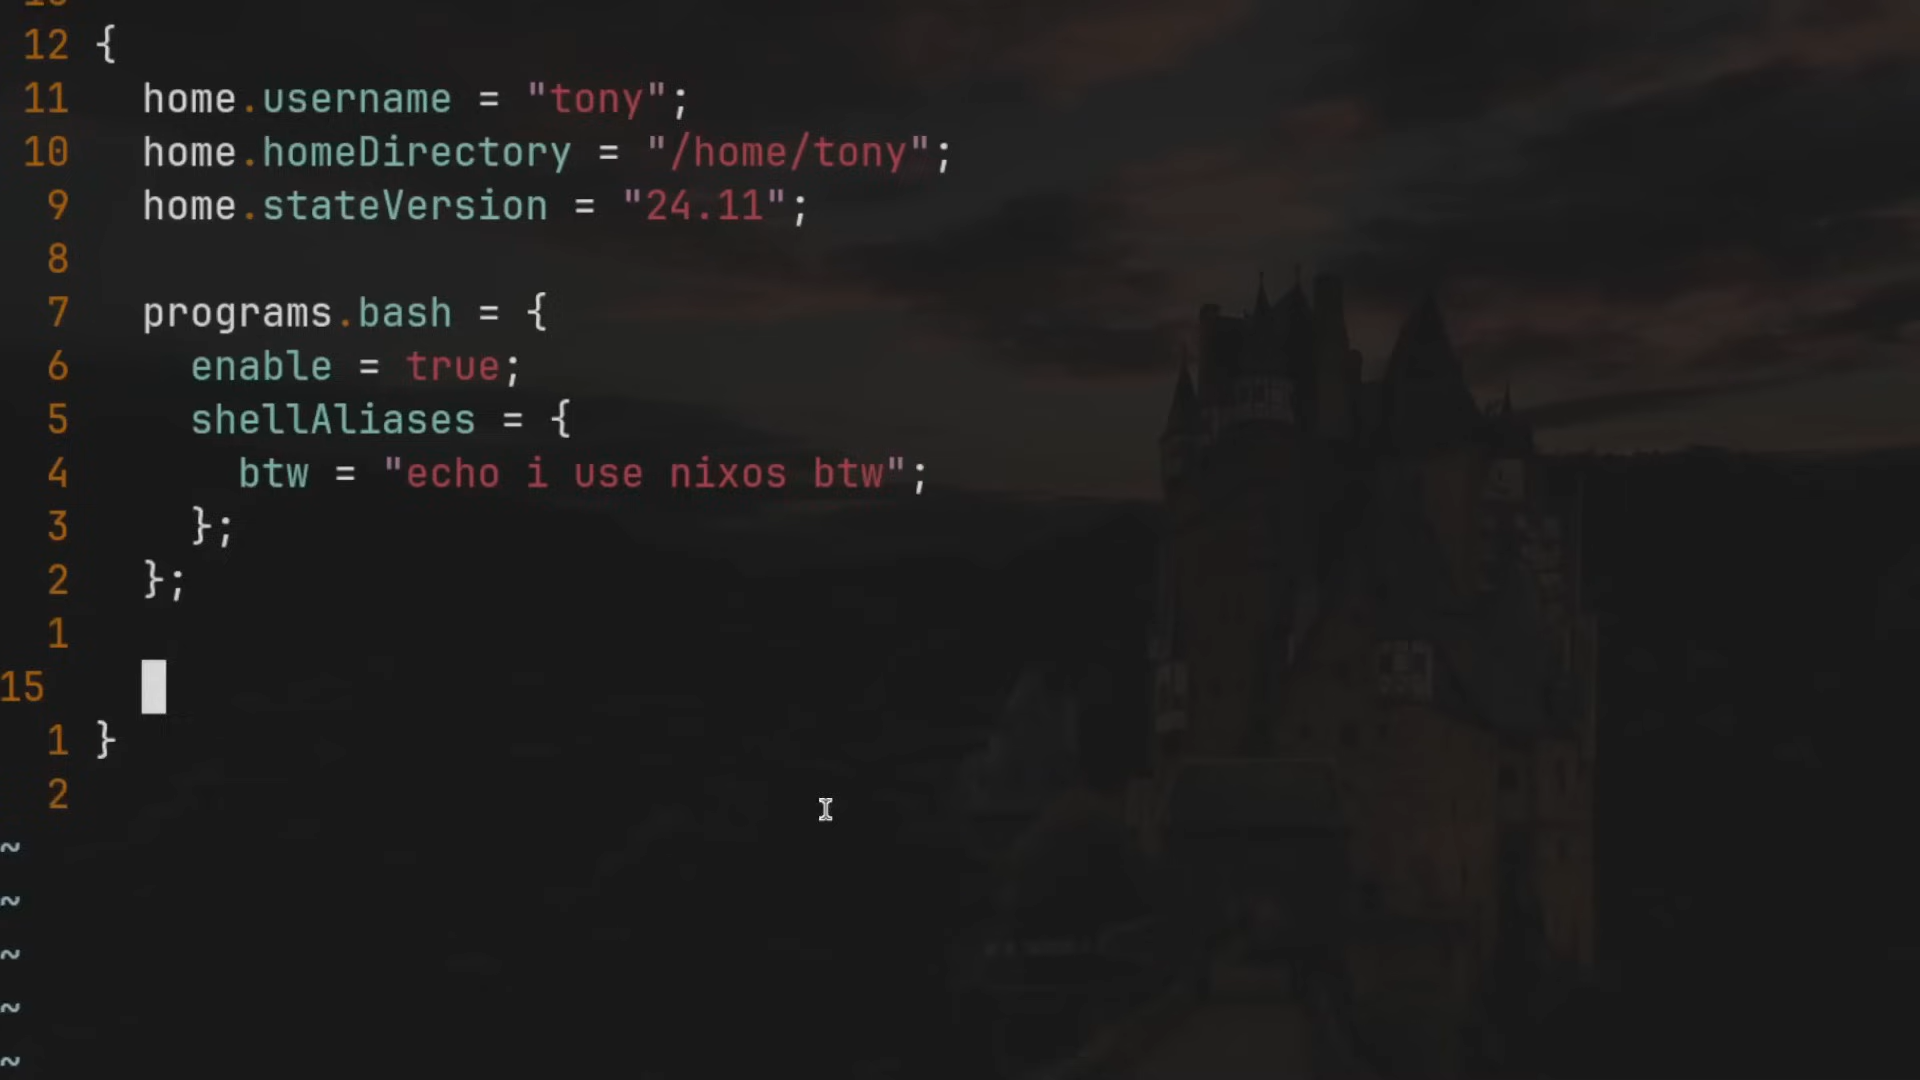 12 {
11   home.username = "tony";
10   home.homeDirectory = "/home/tony";
9   home.stateVersion = "24.11";
8
7   programs.bash = {
6     enable = true;
5     shellAliases = {
4       btw = "echo i use nixos btw";
3     };
2   };
1
15
1 }
2
~
~
~
~
~